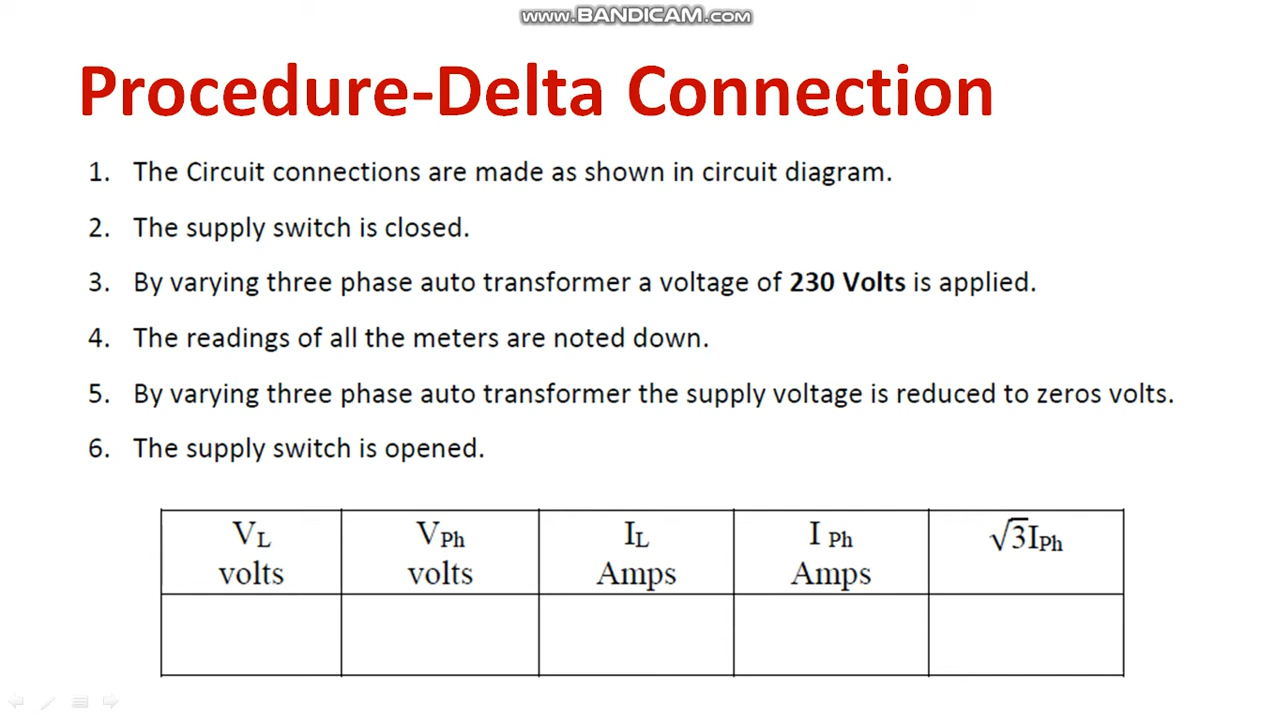 www.BANDICAM.com
Procedure-Delta Connection
1. The Circuit connections are made as shown in circuit diagram.
2. The supply switch is closed.
3. By varying three phase auto transformer a voltage of 230 Volts is applied.
4. The readings of all the meters are noted down.
5. By varying three phase auto transformer the supply voltage is reduced to zeros volts.
6. The supply switch is opened.
VL VPh IL I Ph √3IPh
volts volts Amps Amps